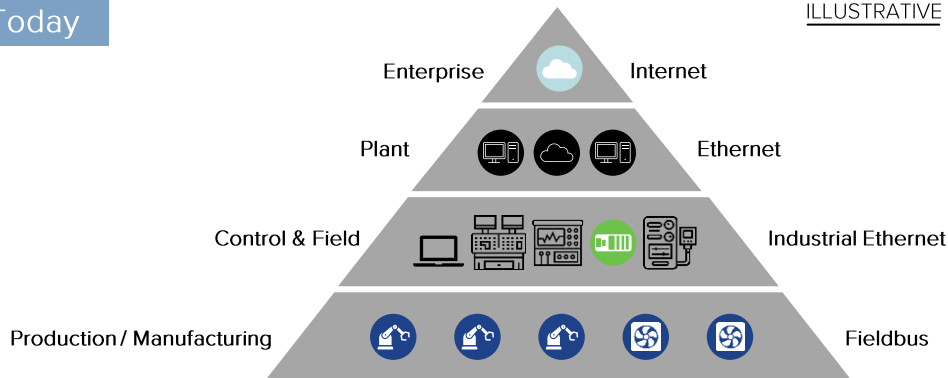 Today
ILLUSTRATIVE
Enterprise
Internet
Plant
Ethernet
Control & Field
Industrial Ethernet
Production / Manufacturing
Fieldbus